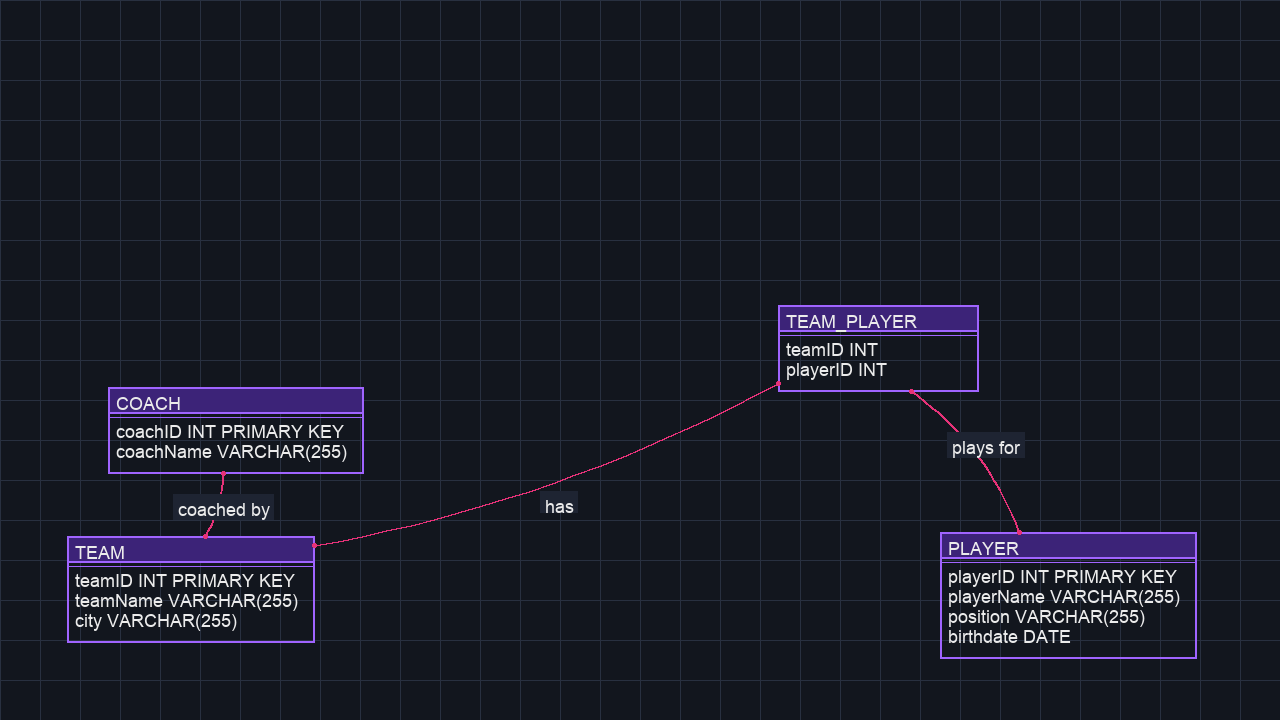 TEAM_PLAYER
teamID INT
playerID INT
COACH
coachID INT PRIMARY KEY
coachName VARCHAR(255)
plays for
has
coached by
TEAM
teamID INT PRIMARY KEY
teamName VARCHAR(255)
city VARCHAR(255)
PLAYER
playerID INT PRIMARY KEY
playerName VARCHAR(255)
position VARCHAR(255)
birthdate DATE